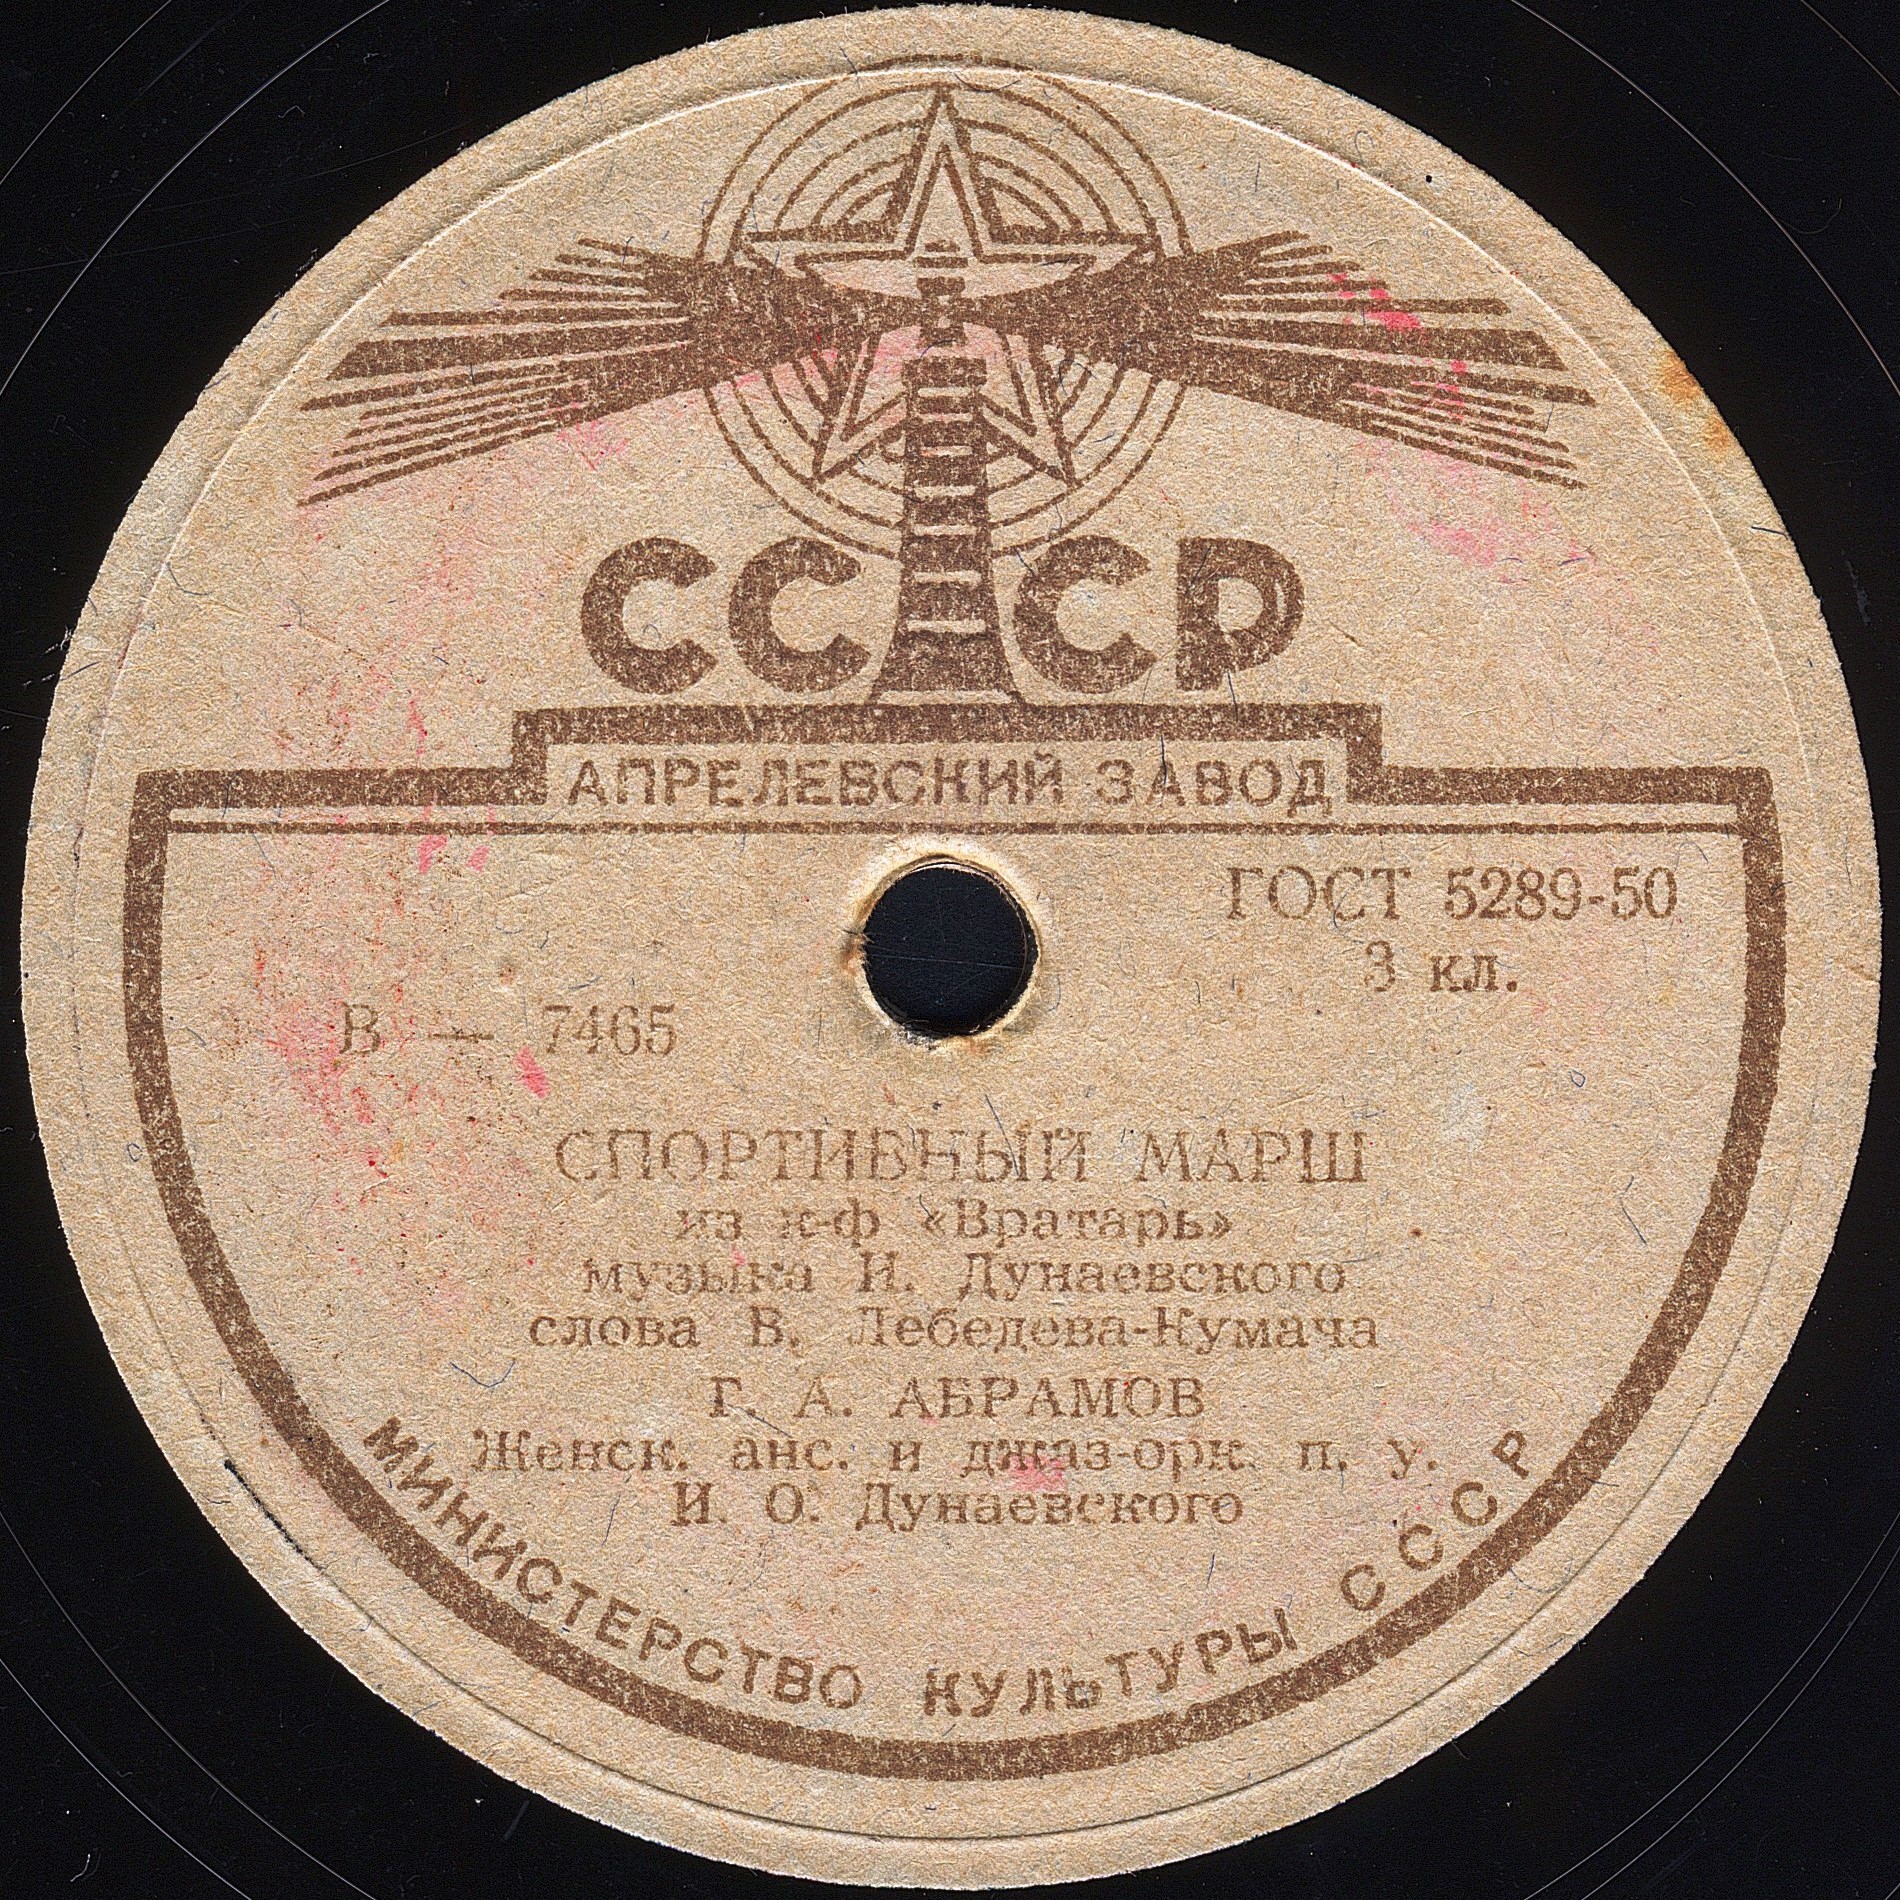 СССР
АПРЕЛЕВСКИЙ ЗАВОД
ГОСТ 5289-50
3 кл.
В — 7465
СПОРТИВНЫЙ МАРШ
из к-ф «Вратарь»
музыка И. Дунаевского
слова В. Лебедева-Кумача
Г. А. АБРАМОВ
Женск. анс. и джаз-орк. п. у.
И. О. Дунаевского
МИНИСТЕРСТВО КУЛЬТУРЫ СССР